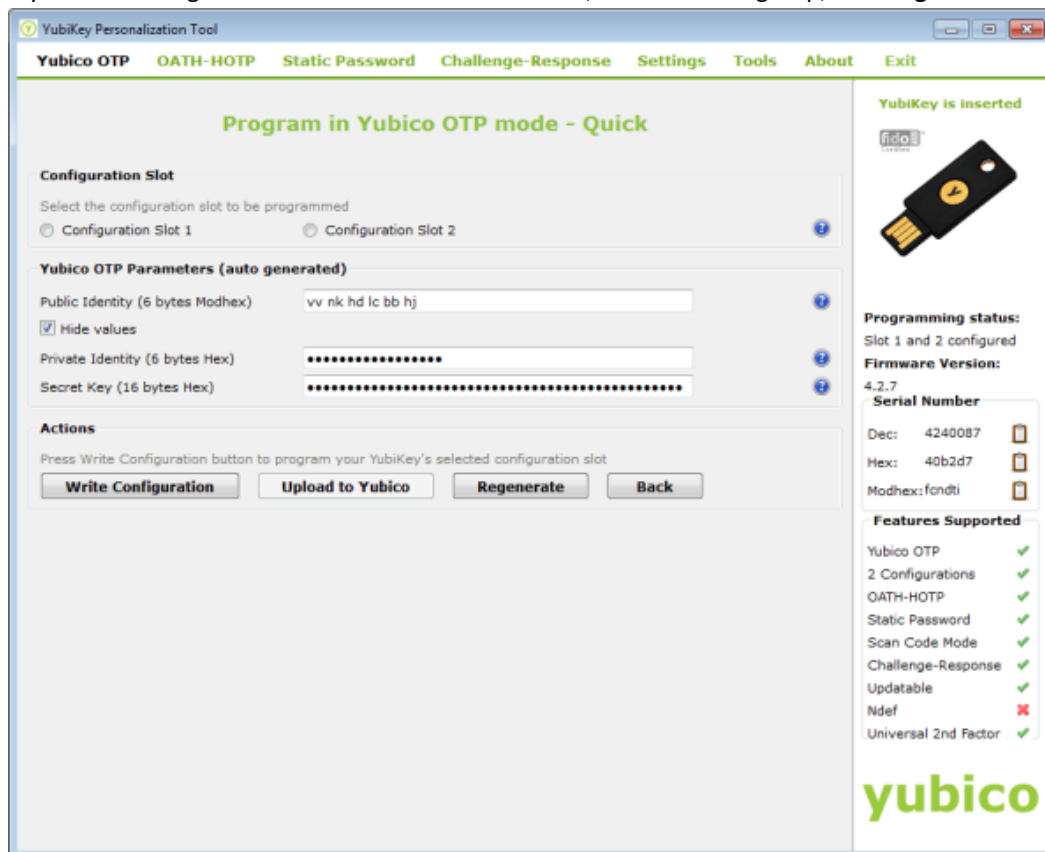 YubiKey Personalization Tool
Yubico OTP OATH-HOTP Static Password Challenge-Response Settings Tools About Exit
Program in Yubico OTP mode - Quick
Configuration Slot
Select the configuration slot to be programmed
Configuration Slot 1 Configuration Slot 2
Yubico OTP Parameters (auto generated)
Public Identity (6 bytes Modhex) vv nk hd lc bb hj
Hide values
Private Identity (6 bytes Hex) •••••••••••••••••
Secret Key (16 bytes Hex) •••••••••••••••••••••••••••••••••••••••••••••••
Actions
Press Write Configuration button to program your YubiKey's selected configuration slot
Write Configuration Upload to Yubico Regenerate Back
YubiKey is inserted
fido
Programming status:
Slot 1 and 2 configured
Firmware Version:
4.2.7
Serial Number
Dec: 4240087
Hex: 40b2d7
Modhex: fcndti
Features Supported
Yubico OTP
2 Configurations
OATH-HOTP
Static Password
Scan Code Mode
Challenge-Response
Updatable
Ndef
Universal 2nd Factor
yubico